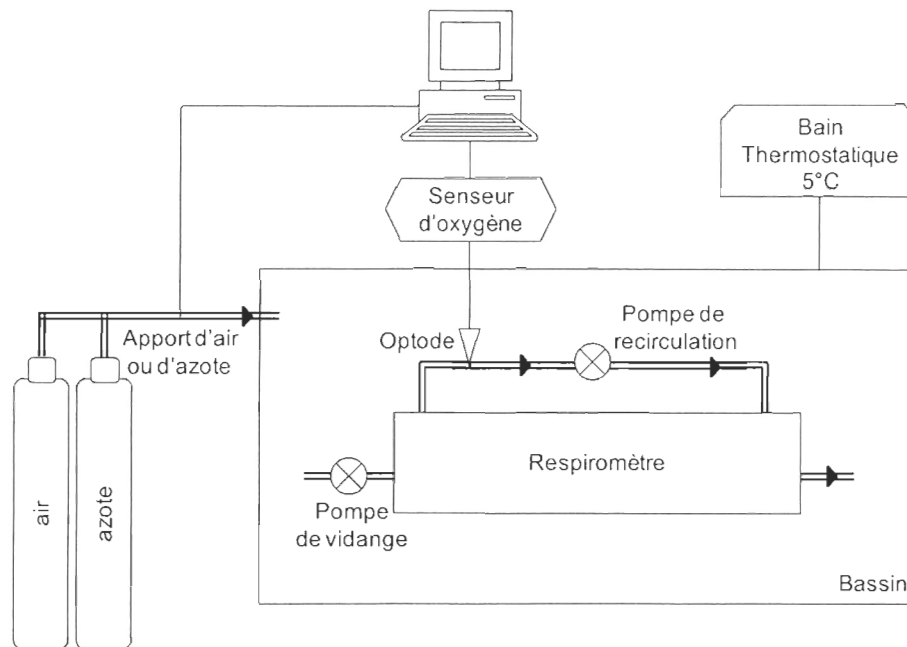 Bain
Thermostatique
5°C
Senseur
d'oxygène
Apport d'air
ou d'azote
Optode
Pompe de
recirculation
Respiromètre
air
azote
Pompe
de vidange
Bassin